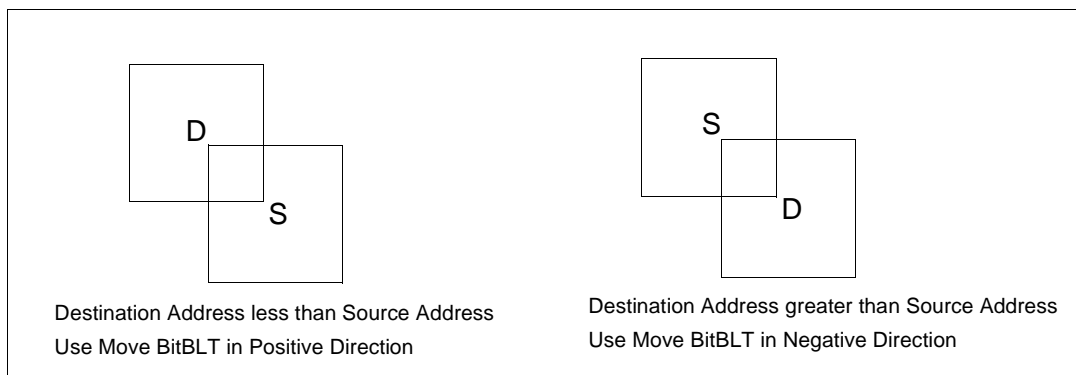 D
S
Destination Address less than Source Address
Use Move BitBLT in Positive Direction
S
D
Destination Address greater than Source Address
Use Move BitBLT in Negative Direction